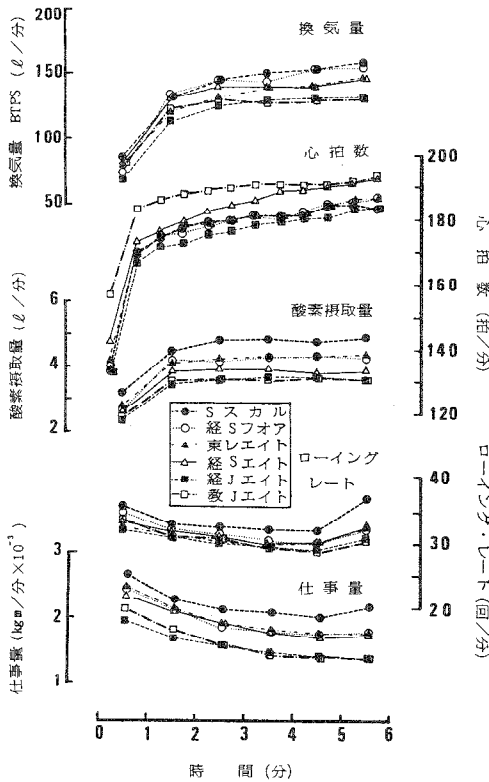 換気量 BTPS (ℓ／分)
200
150
100
50
換 気 量
心 拍 数
心拍数 (拍／分)
200
180
160
140
120
酸素摂取量 (ℓ／分)
6
4
2
酸素摂取量
Sスカル
経Sフオア
東レエイト
経Sエイト
経Jエイト
教Jエイト
ローイング
レート
ローイング・レート (回／分)
40
30
20
仕事量 (kgm／分×10⁻³)
3
2
1
仕 事 量
0 1 2 3 4 5 6
時 間 (分)